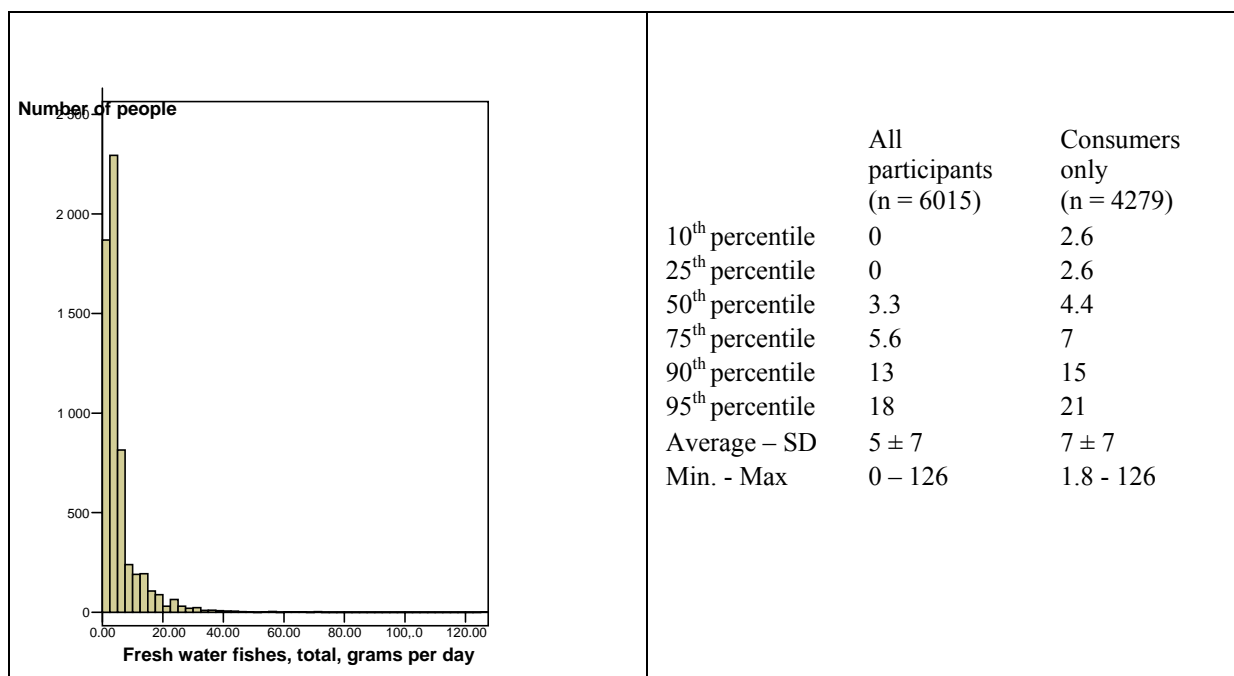 Number of people
2 500
2 000
1 500
1 000
500
0
0.00 20.00 40.00 60.00 80.00 100,.0 120.00
Fresh water fishes, total, grams per day
All participants (n = 6015) Consumers only (n = 4279)
10th percentile 0 2.6
25th percentile 0 2.6
50th percentile 3.3 4.4
75th percentile 5.6 7
90th percentile 13 15
95th percentile 18 21
Average – SD 5 ± 7 7 ± 7
Min. - Max 0 – 126 1.8 - 126